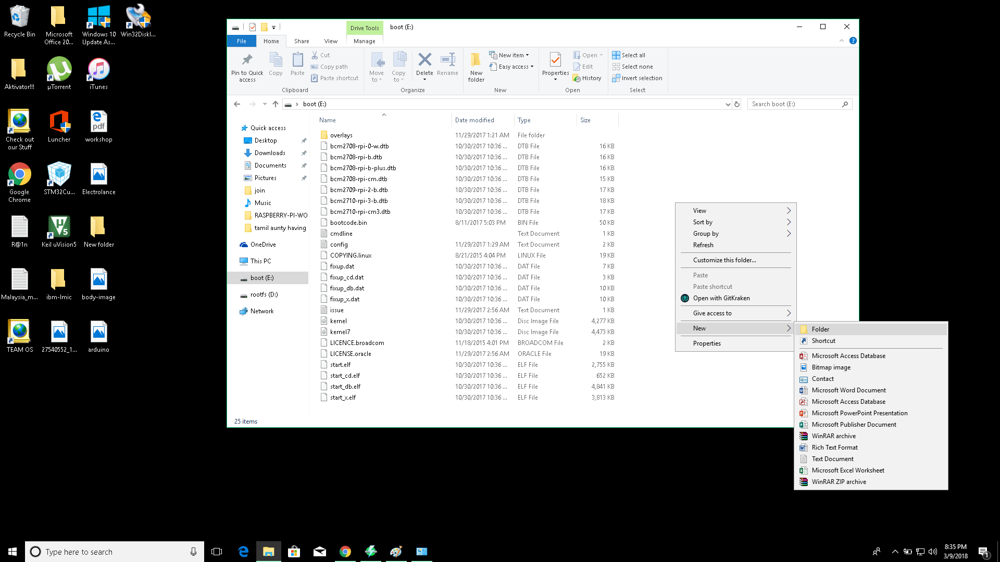 Recycle Bin
Microsoft Office 20...
Windows 10 Update As...
Win32DiskI...
Aktivator!!!
µTorrent
iTunes
Check out our Stuff
Luncher
workshop
Google Chrome
STM32Cu...
Electrolance
R@1n
Keil uVision5
New folder
Malaysia_m...
ibm-lmic
body-image
TEAM OS
27540552_1...
arduino
Drive Tools
boot (E:)
File
Home
Share
View
Manage
Pin to Quick access
Copy
Paste
Cut
Copy path
Paste shortcut
Clipboard
Move to
Copy to
Delete
Rename
Organize
New folder
New item
Easy access
New
Properties
Open
Edit
History
Open
Select all
Select none
Invert selection
Select
boot (E:)
Search boot (E:)
Quick access
Desktop
Downloads
Documents
Pictures
join
Music
RASPBERRY-PI-WO
tamil aunty having
OneDrive
This PC
boot (E:)
rootfs (D:)
Network
Name Date modified Type Size
overlays 11/29/2017 1:21 AM File folder
bcm2708-rpi-0-w.dtb 10/30/2017 10:36 ... DTB File 16 KB
bcm2708-rpi-b.dtb 10/30/2017 10:36 ... DTB File 16 KB
bcm2708-rpi-b-plus.dtb 10/30/2017 10:36 ... DTB File 16 KB
bcm2708-rpi-cm.dtb 10/30/2017 10:36 ... DTB File 15 KB
bcm2709-rpi-2-b.dtb 10/30/2017 10:36 ... DTB File 17 KB
bcm2710-rpi-3-b.dtb 10/30/2017 10:36 ... DTB File 18 KB
bcm2710-rpi-cm3.dtb 10/30/2017 10:36 ... DTB File 17 KB
bootcode.bin 8/11/2017 5:03 PM BIN File 50 KB
cmdline Text Document 1 KB
config 11/29/2017 1:29 AM Text Document 2 KB
COPYING.linux 8/21/2015 4:04 PM LINUX File 19 KB
fixup.dat 10/30/2017 10:36 ... DAT File 7 KB
fixup_cd.dat 10/30/2017 10:36 ... DAT File 3 KB
fixup_db.dat 10/30/2017 10:36 ... DAT File 10 KB
fixup_x.dat 10/30/2017 10:36 ... DAT File 10 KB
issue 11/29/2017 2:56 AM Text Document 1 KB
kernel 10/30/2017 10:36 ... Disc Image File 4,277 KB
kernel7 10/30/2017 10:36 ... Disc Image File 4,473 KB
LICENCE.broadcom 11/18/2015 4:01 PM BROADCOM File 2 KB
LICENSE.oracle 11/29/2017 2:56 AM ORACLE File 19 KB
start.elf 10/30/2017 10:36 ... ELF File 2,755 KB
start_cd.elf 10/30/2017 10:36 ... ELF File 652 KB
start_db.elf 10/30/2017 10:36 ... ELF File 4,841 KB
start_x.elf 10/30/2017 10:36 ... ELF File 3,813 KB
25 items
View
Sort by
Group by
Refresh
Customize this folder...
Paste
Paste shortcut
Open with GitKraken
Give access to
New
Properties
Folder
Shortcut
Microsoft Access Database
Bitmap image
Contact
Microsoft Word Document
Microsoft Access Database
Microsoft PowerPoint Presentation
Microsoft Publisher Document
WinRAR archive
Rich Text Format
Text Document
Microsoft Excel Worksheet
WinRAR ZIP archive
Type here to search
8:35 PM
3/9/2018
1